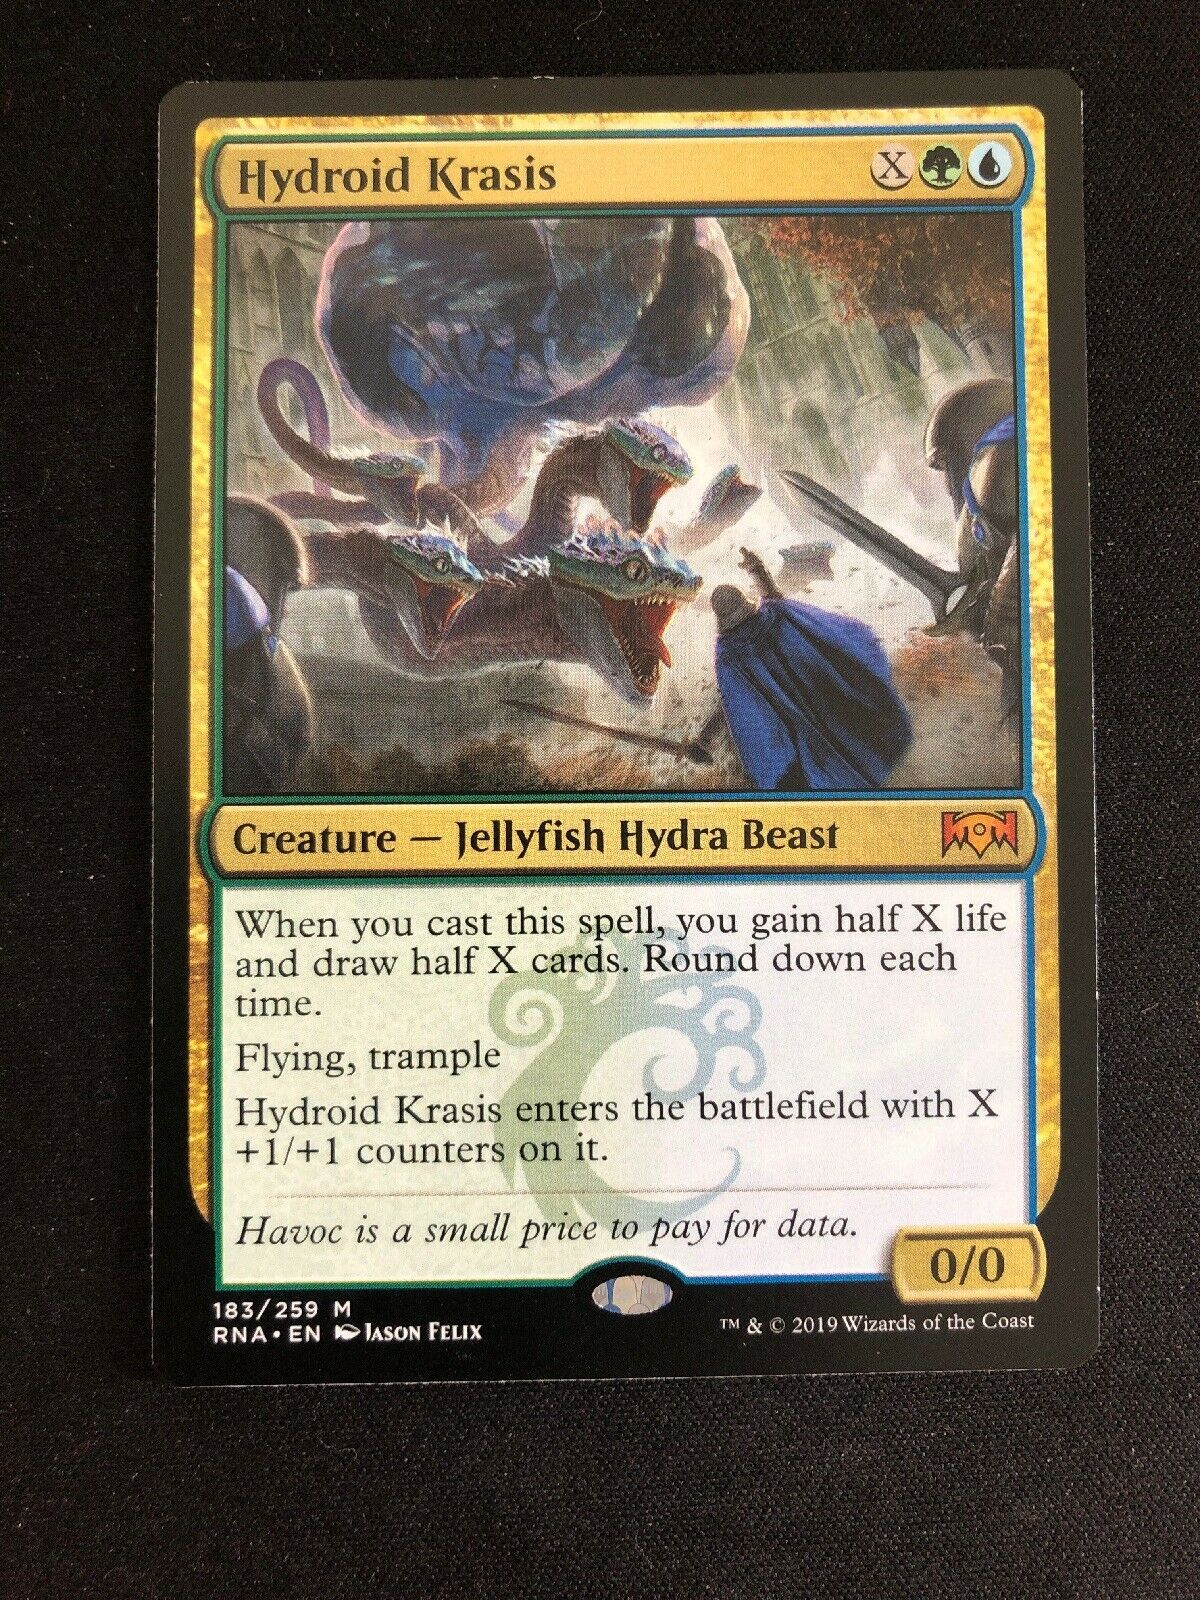 Hydroid Krasis X
Creature — Jellyfish Hydra Beast
When you cast this spell, you gain half X life
and draw half X cards. Round down each
time.
Flying, trample
Hydroid Krasis enters the battlefield with X
+1/+1 counters on it.
Havoc is a small price to pay for data.
0/0
183/259 M
RNA • EN Jason Felix
™ & © 2019 Wizards of the Coast